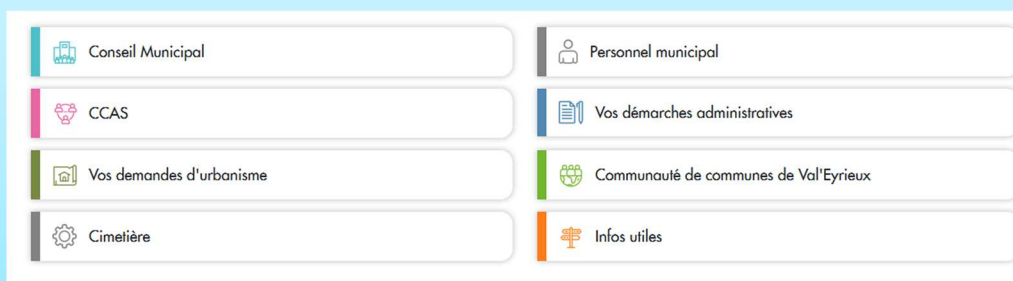 Conseil Municipal
Personnel municipal
CCAS
Vos démarches administratives
Vos demandes d'urbanisme
Communauté de communes de Val'Eyrieux
Cimetière
Infos utiles